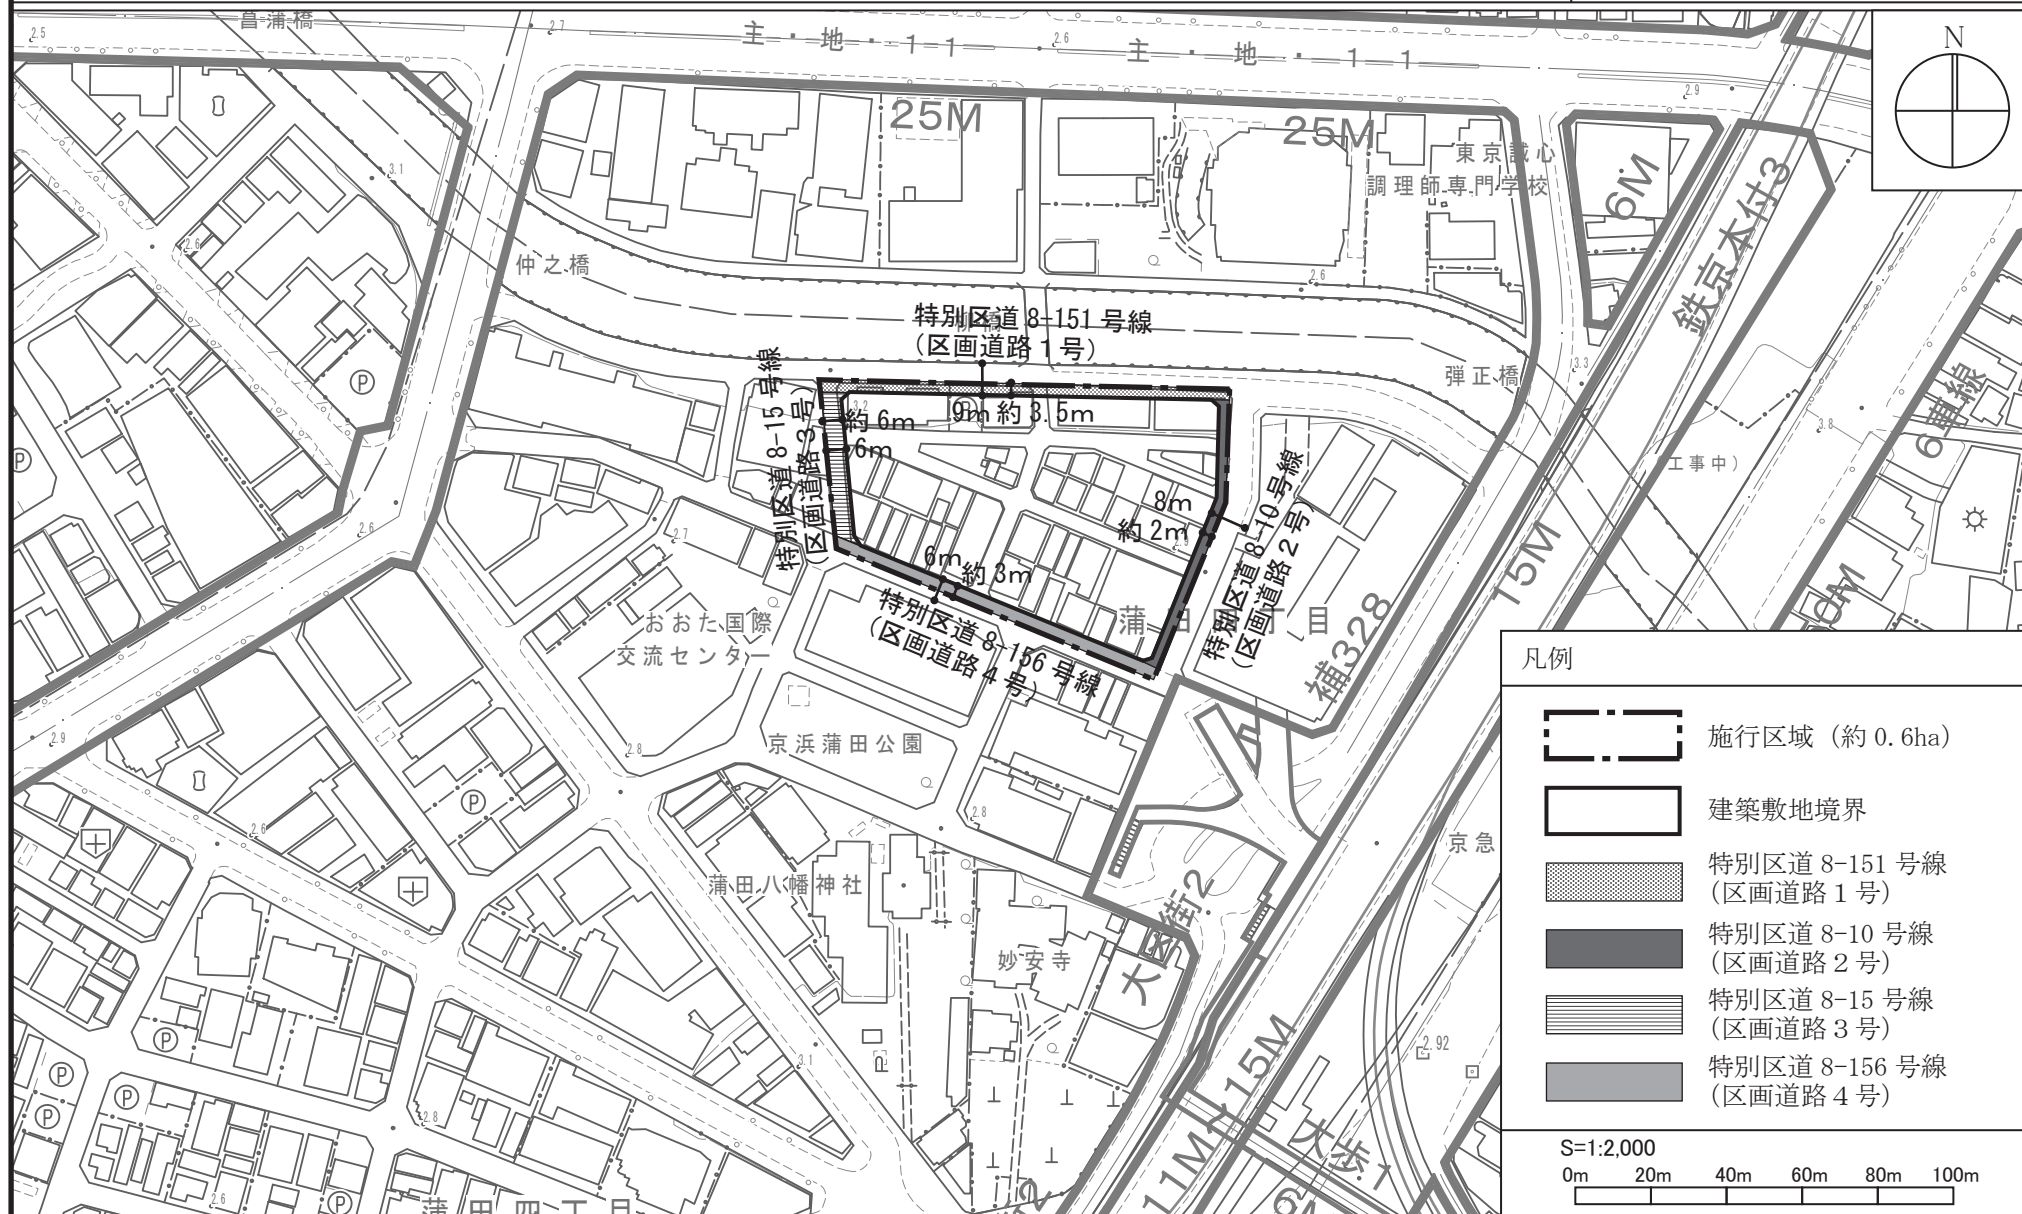 菖蒲橋
主・地・11
主・地・11
N
25M
25M
東京誠心
調理師専門学校
6M
鉄京本付3
仲之橋
特別区道 8-151 号線
(区画道路 1 号)
弾正橋
6車線
(工事中)
特別区道 8-15 号線
(区画道路 3 号)
約 6m
6m
9m 約 3.5m
8m
約 2m
特別区道 8-10 号線
(区画道路 2 号)
6m
約 3m
特別区道 8-156 号線
(区画道路 4 号)
おおた国際
交流センター
京浜蒲田公園
補328
15M
京急
蒲田八幡神社
妙安寺
大区街2
15M
11M
大歩1
蒲田四丁目
凡例
施行区域 (約 0.6ha)
建築敷地境界
特別区道 8-151 号線
(区画道路 1 号)
特別区道 8-10 号線
(区画道路 2 号)
特別区道 8-15 号線
(区画道路 3 号)
特別区道 8-156 号線
(区画道路 4 号)
S=1:2,000
0m 20m 40m 60m 80m 100m